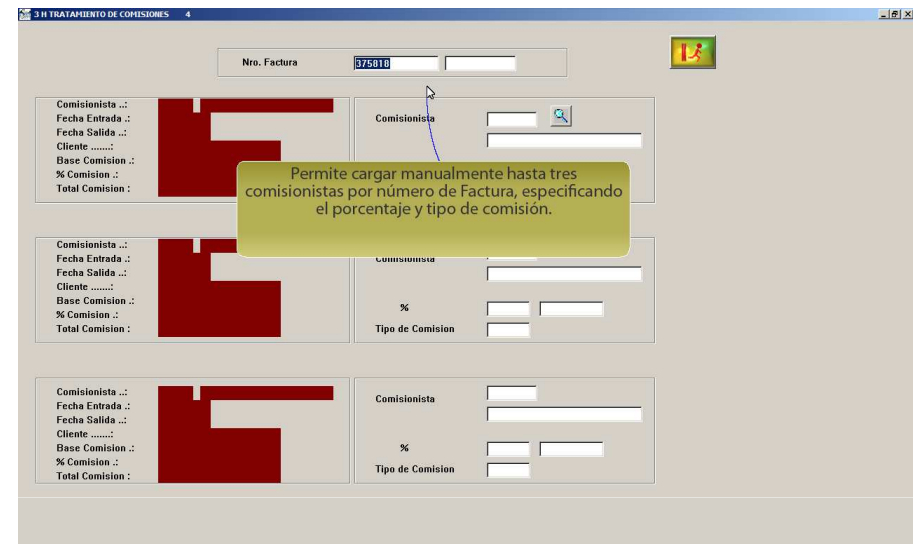 3 H TRATAMIENTO DE COMISIONES 4
Nro. Factura 375818
Comisionista ..:
Fecha Entrada .:
Fecha Salida ..:
Cliente .......:
Base Comision .:
% Comision .:
Total Comision :
Comisionista
Permite cargar manualmente hasta tres
comisionistas por número de Factura, especificando
el porcentaje y tipo de comisión.
Comisionista ..:
Fecha Entrada .:
Fecha Salida ..:
Cliente .......:
Base Comision .:
% Comision .:
Total Comision :
Comisionista
%
Tipo de Comision
Comisionista ..:
Fecha Entrada .:
Fecha Salida ..:
Cliente .......:
Base Comision .:
% Comision .:
Total Comision :
Comisionista
%
Tipo de Comision